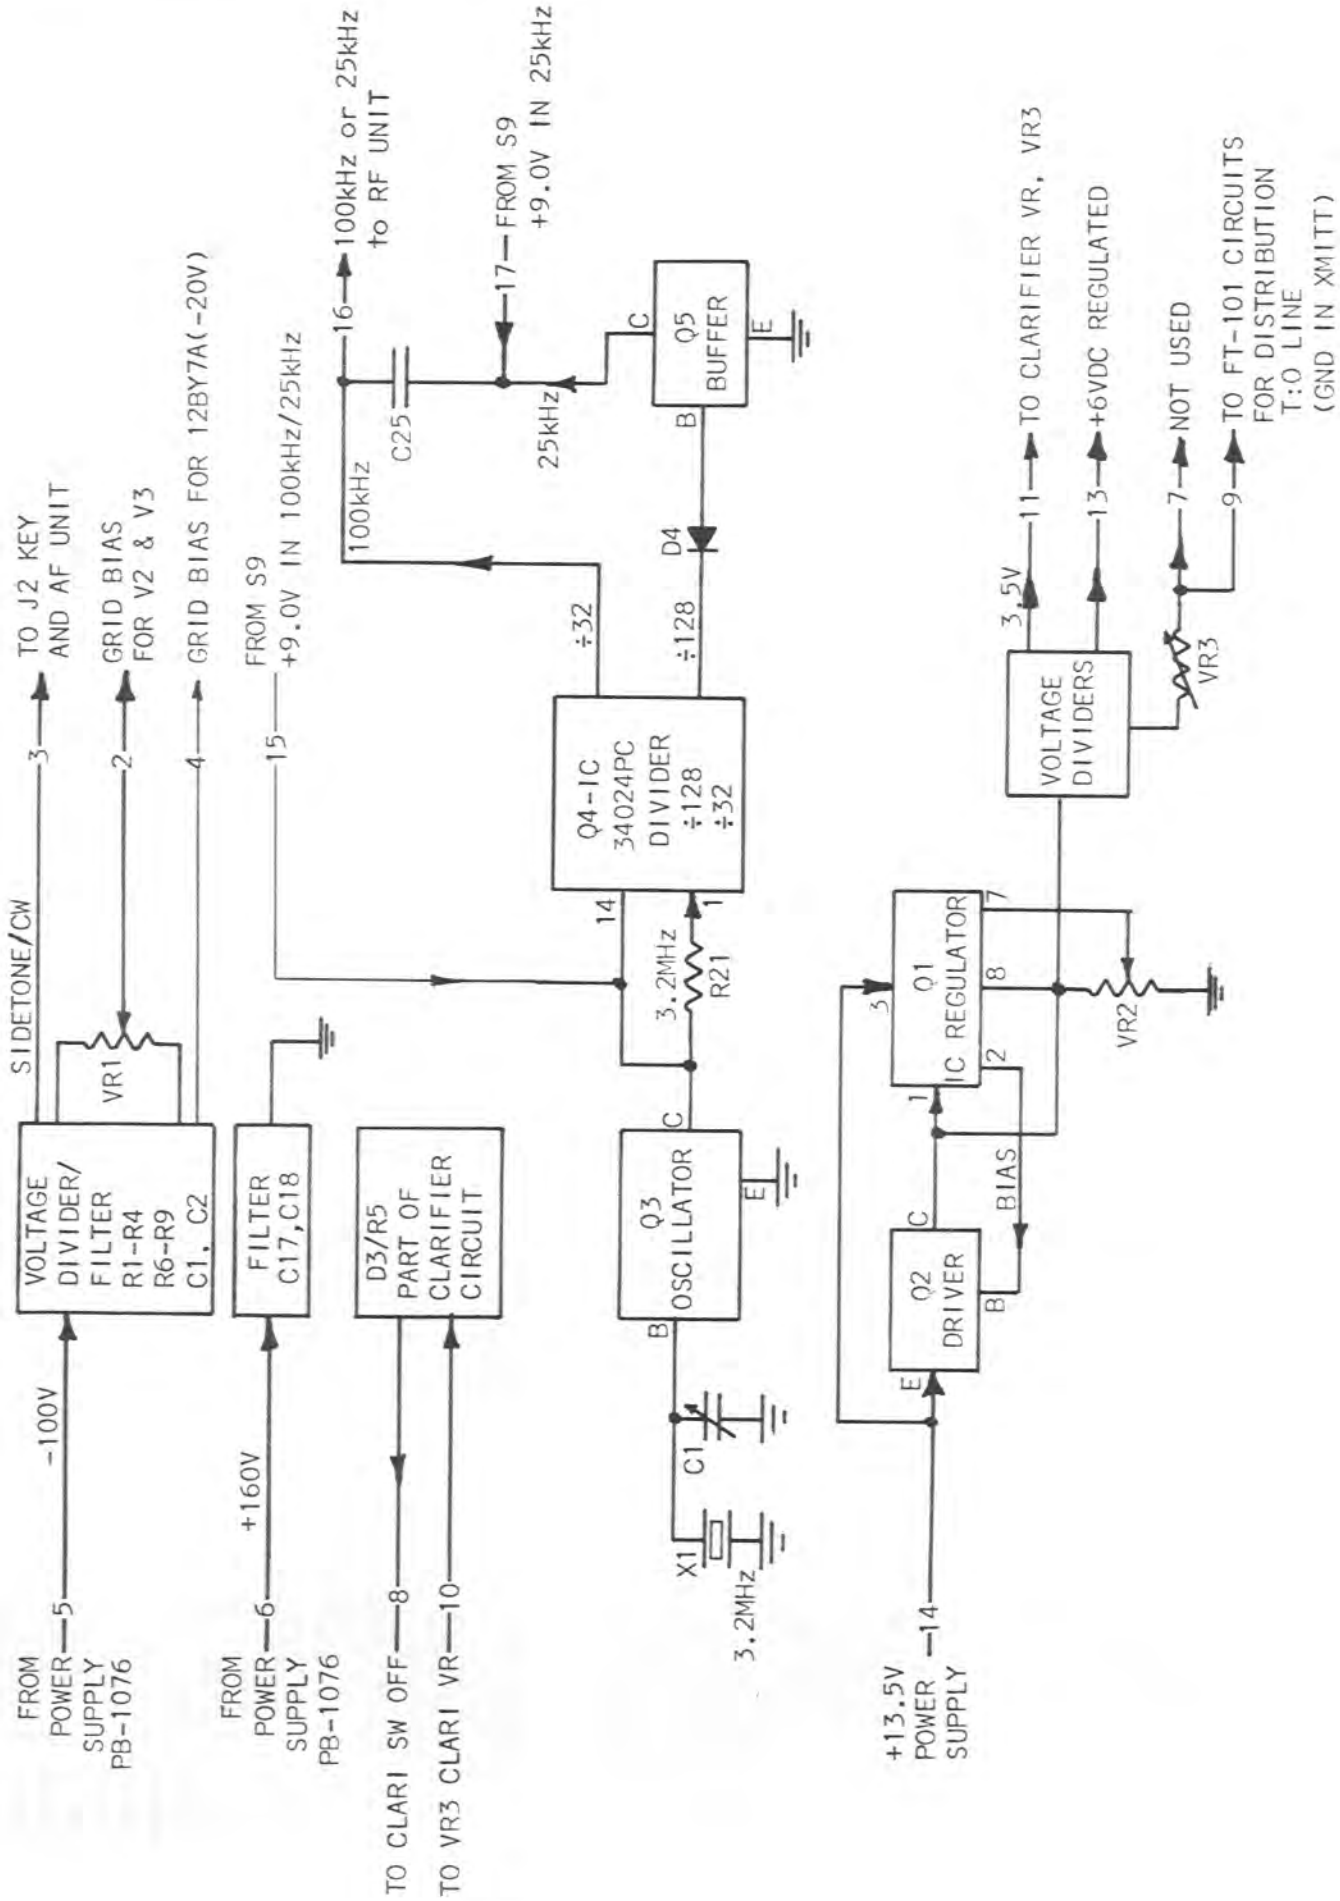 FROM
POWER
SUPPLY
PB-1076
5
-100V
VOLTAGE
DIVIDER/
FILTER
R1-R4
R6-R9
C1, C2
SIDETONE/CW
VR1
3
TO J2 KEY
AND AF UNIT
2
GRID BIAS
FOR V2 & V3
4
GRID BIAS FOR 12BY7A(-20V)
FROM
POWER
SUPPLY
PB-1076
6
+160V
FILTER
C17,C18
TO CLARI SW OFF
8
TO VR3 CLARI VR
10
D3/R5
PART OF
CLARIFIER
CIRCUIT
15
FROM S9
+9.0V IN 100kHz/25kHz
X1
3.2MHz
C1
B
Q3
OSCILLATOR
C
E
3.2MHz
R21
14
1
Q4-IC
34024PC
DIVIDER
÷128
÷32
÷32
÷128
100kHz
D4
B
Q5
BUFFER
C
E
25kHz
C25
16
100kHz or 25kHz
to RF UNIT
17
FROM S9
+9.0V IN 25kHz
+13.5V
POWER
SUPPLY
14
E
Q2
DRIVER
C
B
BIAS
1
3
Q1
IC REGULATOR
2
8
7
VR2
VOLTAGE
DIVIDERS
3.5V
11
TO CLARIFIER VR, VR3
13
+6VDC REGULATED
VR3
7
NOT USED
9
TO FT-101 CIRCUITS
FOR DISTRIBUTION
T:O LINE
(GND IN XMITT)